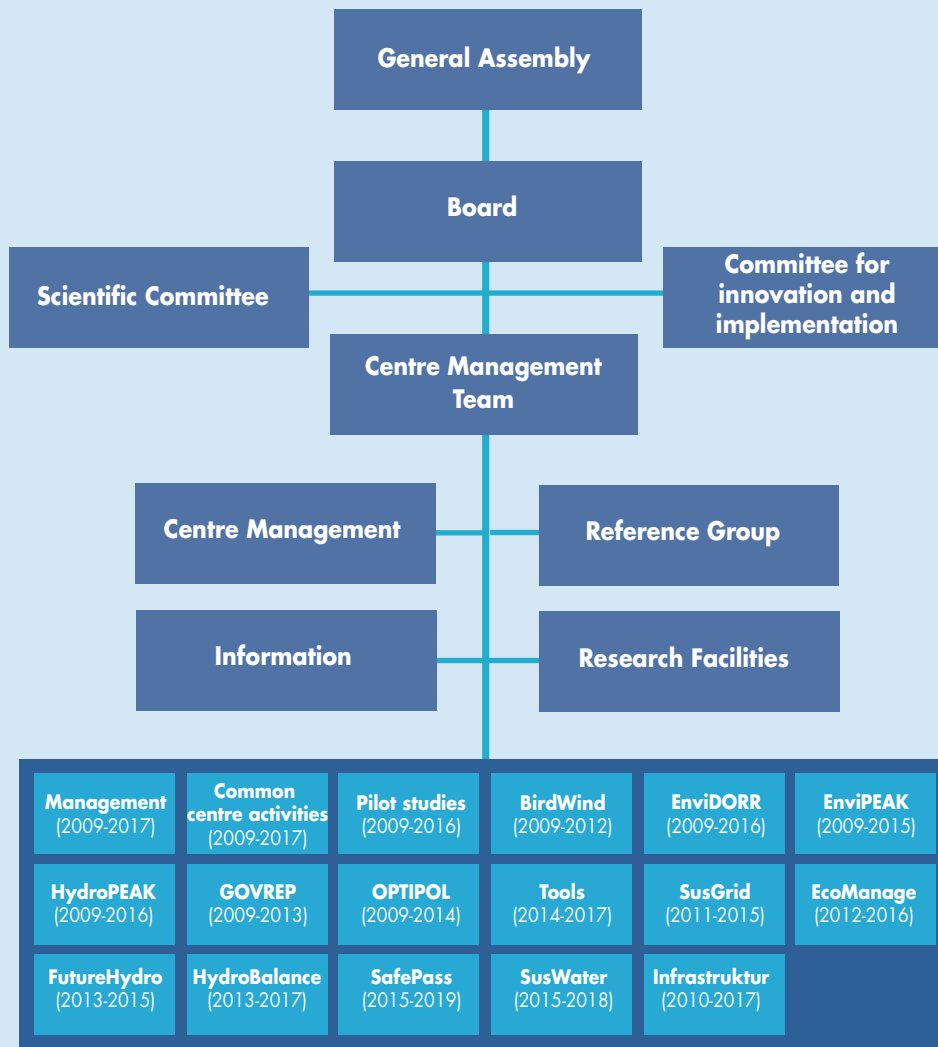 General Assembly
Board
Scientific Committee
Committee for
innovation and
implementation
Centre Management
Team
Centre Management
Reference Group
Information
Research Facilities
Management
(2009-2017)
Common
centre activities
(2009-2017)
Pilot studies
(2009-2016)
BirdWind
(2009-2012)
EnviDORR
(2009-2016)
EnviPEAK
(2009-2015)
HydroPEAK
(2009-2016)
GOVREP
(2009-2013)
OPTIPOL
(2009-2014)
Tools
(2014-2017)
SusGrid
(2011-2015)
EcoManage
(2012-2016)
FutureHydro
(2013-2015)
HydroBalance
(2013-2017)
SafePass
(2015-2019)
SusWater
(2015-2018)
Infrastruktur
(2010-2017)